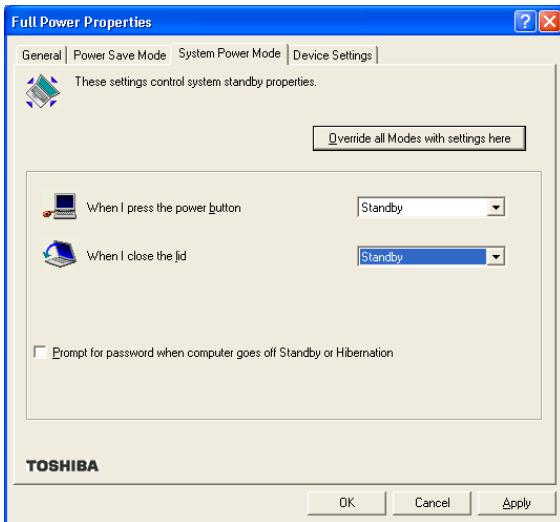 Full Power Properties
General Power Save Mode System Power Mode Device Settings
These settings control system standby properties.
Override all Modes with settings here
When I press the power button Standby
When I close the lid Standby
Prompt for password when computer goes off Standby or Hibernation
TOSHIBA
OK Cancel Apply